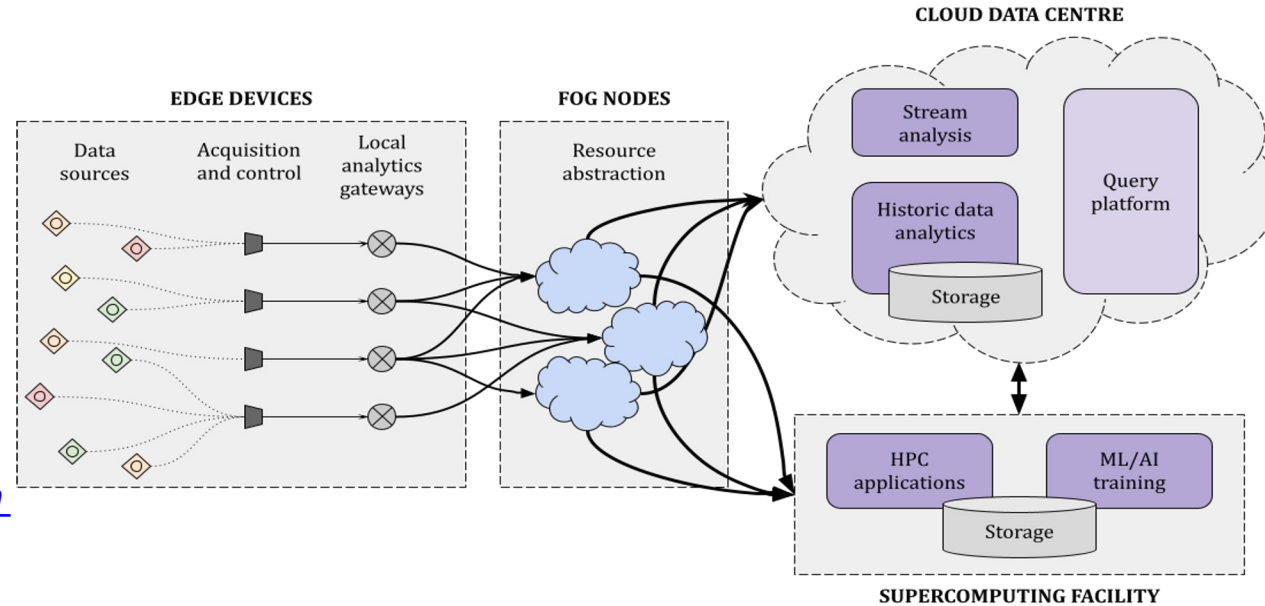 CLOUD DATA CENTRE
EDGE DEVICES
FOG NODES
Data
sources
Acquisition
and control
Local
analytics
gateways
Resource
abstraction
Stream
analysis
Historic data
analytics
Storage
Query
platform
HPC
applications
ML/AI
training
Storage
SUPERCOMPUTING FACILITY